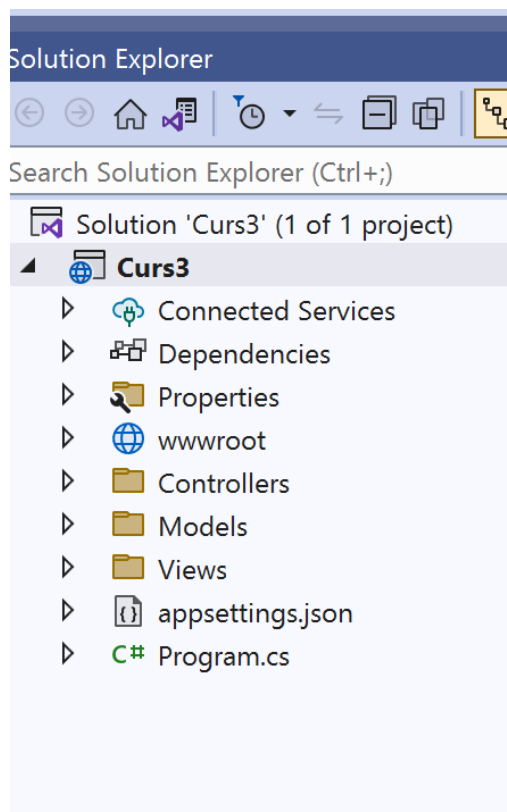 Solution Explorer
Search Solution Explorer (Ctrl+;)
Solution 'Curs3' (1 of 1 project)
Curs3
Connected Services
Dependencies
Properties
wwwroot
Controllers
Models
Views
appsettings.json
C# Program.cs